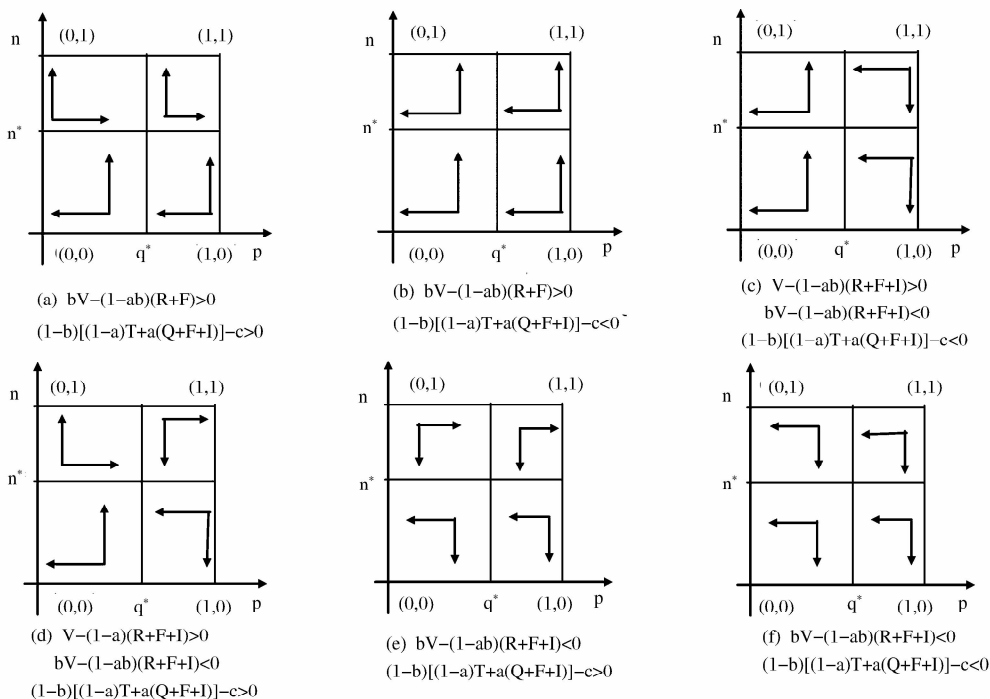 n (0,1) (1,1)
n*
(0,0) q* (1,0) p
(a) bV−(1−ab)(R+F)>0
(1−b)[(1−a)T+a(Q+F+I)]−c>0
n (0,1) (1,1)
n*
(0,0) q* (1,0) p
(b) bV−(1−ab)(R+F)>0
(1−b)[(1−a)T+a(Q+F+I)]−c<0
n (0,1) (1,1)
n*
(0,0) q* (1,0) p
(c) V−(1−ab)(R+F+I)>0
bV−(1−ab)(R+F+I)<0
(1−b)[(1−a)T+a(Q+F+I)]−c<0
n (0,1) (1,1)
n*
(0,0) q* (1,0) p
(d) V−(1−a)(R+F+I)>0
bV−(1−ab)(R+F+I)<0
(1−b)[(1−a)T+a(Q+F+I)]−c>0
n (0,1) (1,1)
n*
(0,0) q* (1,0) p
(e) bV−(1−ab)(R+F+I)<0
(1−b)[(1−a)T+a(Q+F+I)]−c>0
n (0,1) (1,1)
n*
(0,0) q* (1,0) p
(f) bV−(1−ab)(R+F+I)<0
(1−b)[(1−a)T+a(Q+F+I)]−c<0